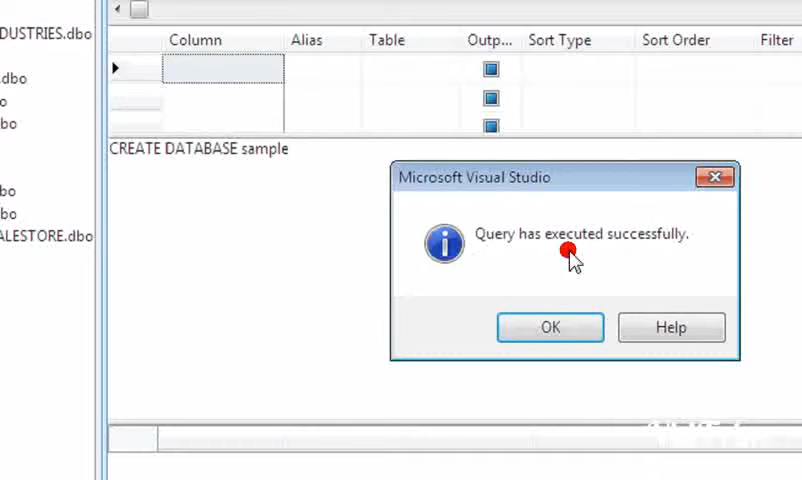 DUSTRIES.dbo
.dbo
o
bo
bo
bo
ALESTORE.dbo
Column Alias Table Outp... Sort Type Sort Order Filter
CREATE DATABASE sample
Microsoft Visual Studio
Query has executed successfully.
OK Help